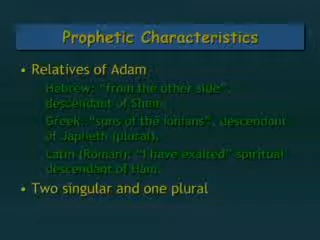 Prophetic Characteristics
• Relatives of Adam
Hebrew: "from the other side",
descendant of Shem.
Greek: "sons of the Ionians", descendant
of Japheth (plural).
Latin (Roman): "I have exalted" spiritual
descendant of Ham.
• Two singular and one plural